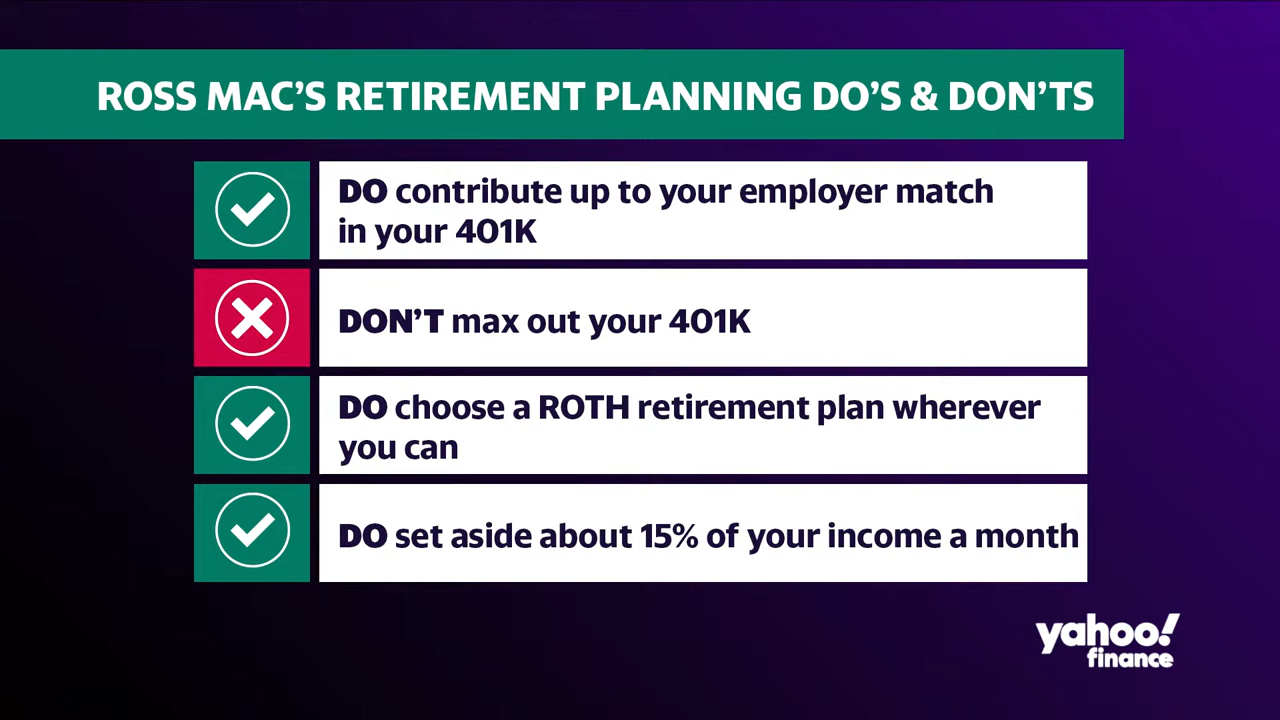 ROSS MAC'S RETIREMENT PLANNING DO'S & DON'TS
DO contribute up to your employer match
in your 401K
DON'T max out your 401K
DO choose a ROTH retirement plan wherever
you can
DO set aside about 15% of your income a month
yahoo!
finance